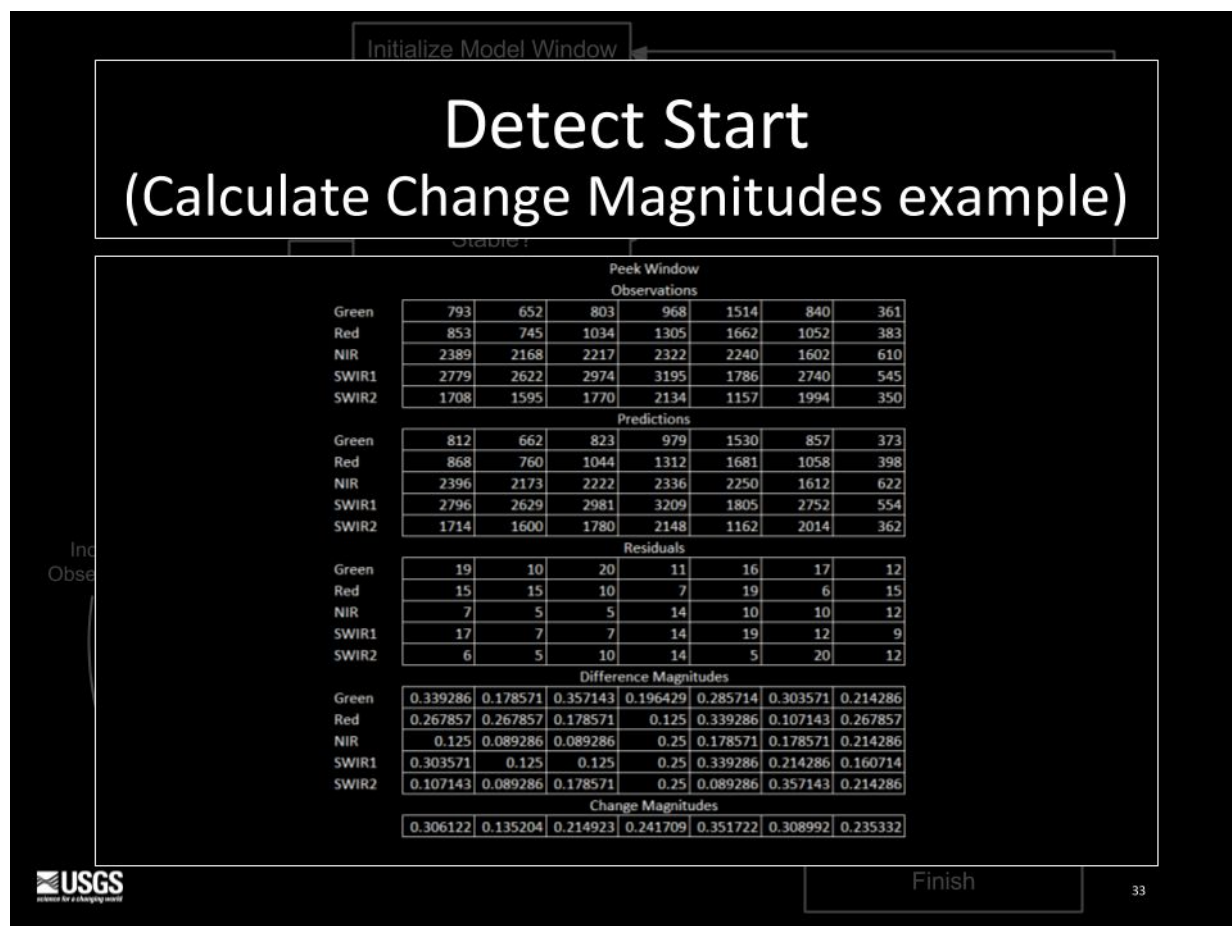 Initialize Model Window
Detect Start
(Calculate Change Magnitudes example)
Stable?
Peek Window
Observations
Green 793 652 803 968 1514 840 361
Red 853 745 1034 1305 1662 1052 383
NIR 2389 2168 2217 2322 2240 1602 610
SWIR1 2779 2622 2974 3195 1786 2740 545
SWIR2 1708 1595 1770 2134 1157 1994 350
Predictions
Green 812 662 823 979 1530 857 373
Red 868 760 1044 1312 1681 1058 398
NIR 2396 2173 2222 2336 2250 1612 622
SWIR1 2796 2629 2981 3209 1805 2752 554
SWIR2 1714 1600 1780 2148 1162 2014 362
Residuals
Green 19 10 20 11 16 17 12
Red 15 15 10 7 19 6 15
NIR 7 5 5 14 10 10 12
SWIR1 17 7 7 14 19 12 9
SWIR2 6 5 10 14 5 20 12
Difference Magnitudes
Green 0.339286 0.178571 0.357143 0.196429 0.285714 0.303571 0.214286
Red 0.267857 0.267857 0.178571 0.125 0.339286 0.107143 0.267857
NIR 0.125 0.089286 0.089286 0.25 0.178571 0.178571 0.214286
SWIR1 0.303571 0.125 0.125 0.25 0.339286 0.214286 0.160714
SWIR2 0.107143 0.089286 0.178571 0.25 0.089286 0.357143 0.214286
Change Magnitudes
0.306122 0.135204 0.214923 0.241709 0.351722 0.308992 0.235332
Inc
Obse
USGS
science for a changing world
Finish
33